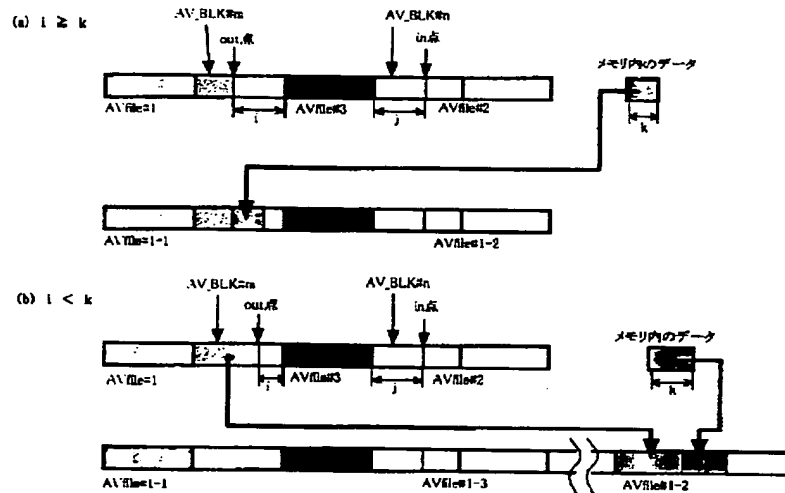 (a) i ≧ k
AV_BLK#m
out点
AV_BLK#n
in点
メモリ内のデータ
AVfile#1
i
AVfile#3
j
AVfile#2
k
AVfile#1-1
AVfile#1-2
(b) i < k
AV_BLK#m
out点
AV_BLK#n
in点
メモリ内のデータ
AVfile#1
i
AVfile#3
j
AVfile#2
k
AVfile#1-1
AVfile#1-3
AVfile#1-2